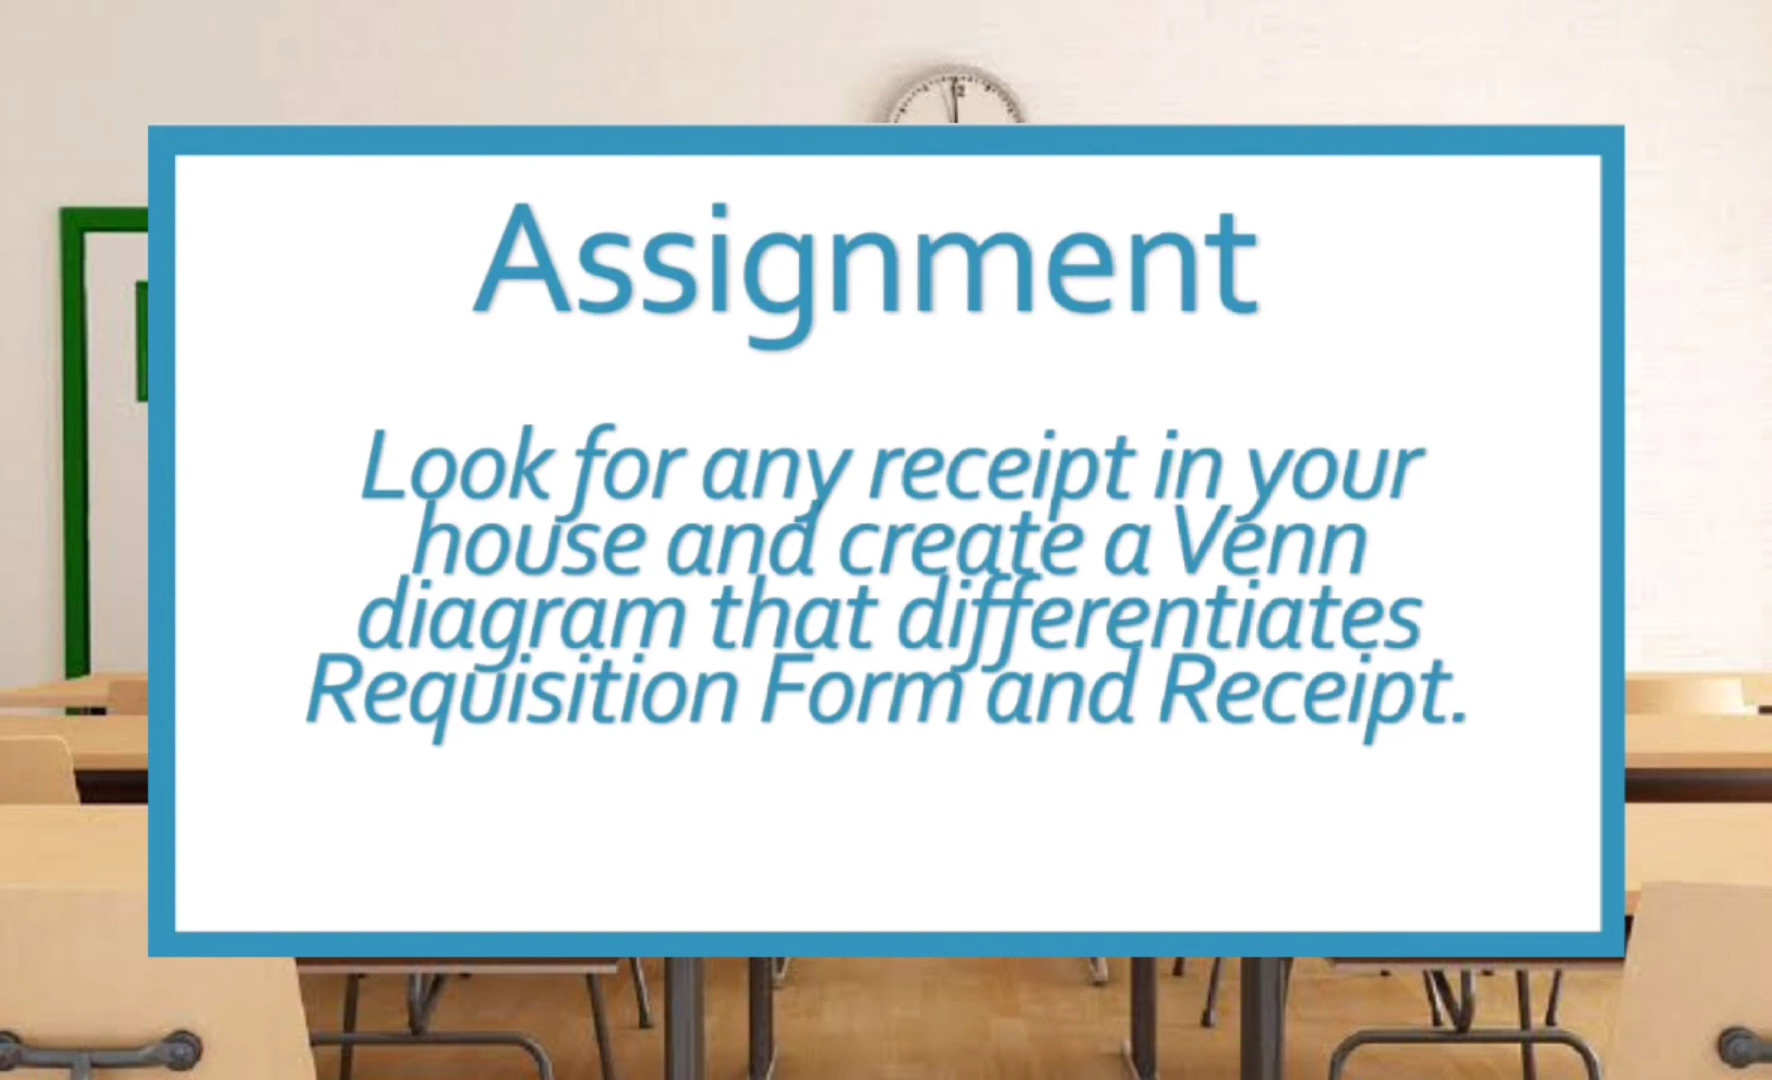 Assignment
Look for any receipt in your
house and create a Venn
diagram that differentiates
Requisition Form and Receipt.